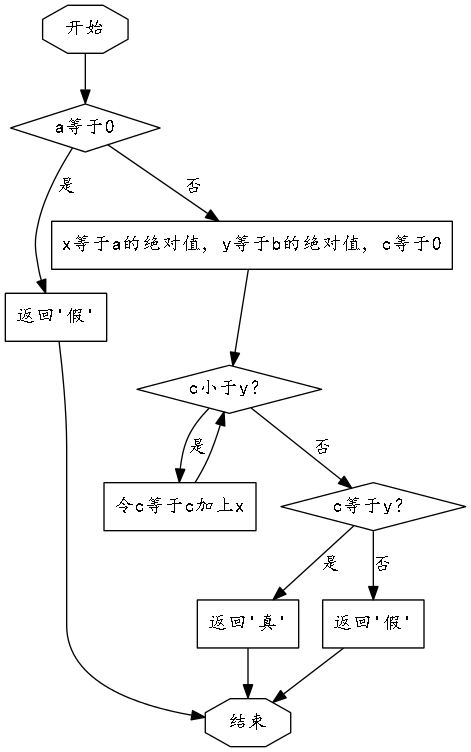 开始
a等于0
是
否
x等于a的绝对值, y等于b的绝对值, c等于0
返回'假'
c小于y?
是
否
令c等于c加上x
c等于y?
是
否
返回'真'
返回'假'
结束